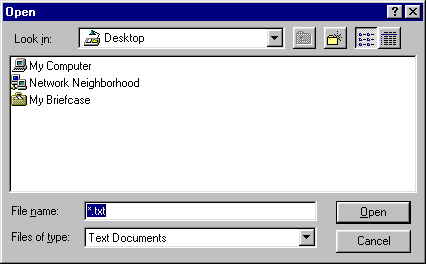 Open
Look in: Desktop
My Computer
Network Neighborhood
My Briefcase
File name: *.txt Open
Files of type: Text Documents Cancel